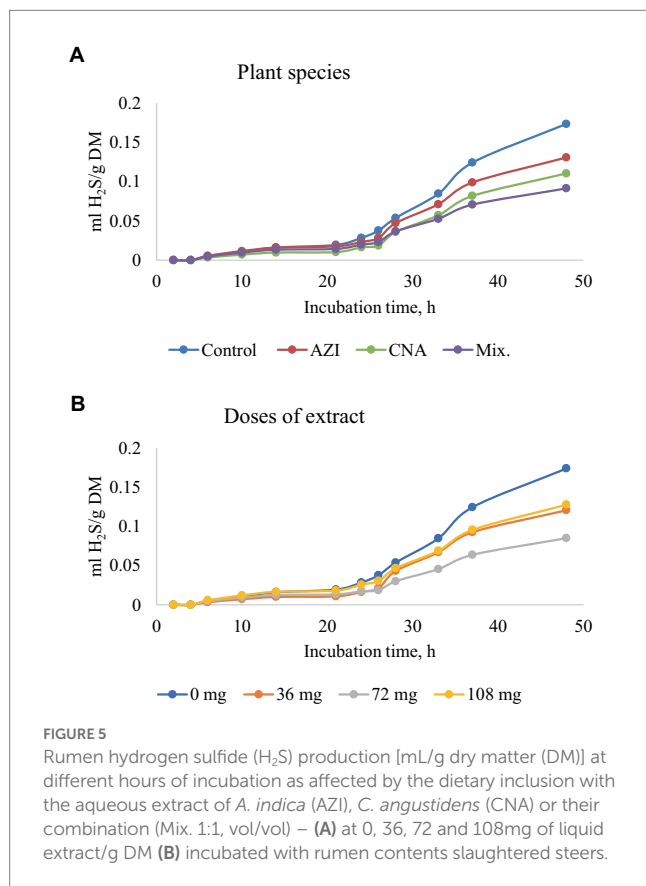 A
Plant species
ml H₂S/g DM
0.2
0.15
0.1
0.05
0
0 10 20 30 40 50
Incubation time, h
Control AZI CNA Mix.
B
Doses of extract
ml H₂S/g DM
0.2
0.15
0.1
0.05
0
0 10 20 30 40 50
Incubation time, h
0 mg 36 mg 72 mg 108 mg
FIGURE 5
Rumen hydrogen sulfide (H₂S) production [mL/g dry matter (DM)] at
different hours of incubation as affected by the dietary inclusion with
the aqueous extract of A. indica (AZI), C. angustidens (CNA) or their
combination (Mix. 1:1, vol/vol) – (A) at 0, 36, 72 and 108mg of liquid
extract/g DM (B) incubated with rumen contents slaughtered steers.